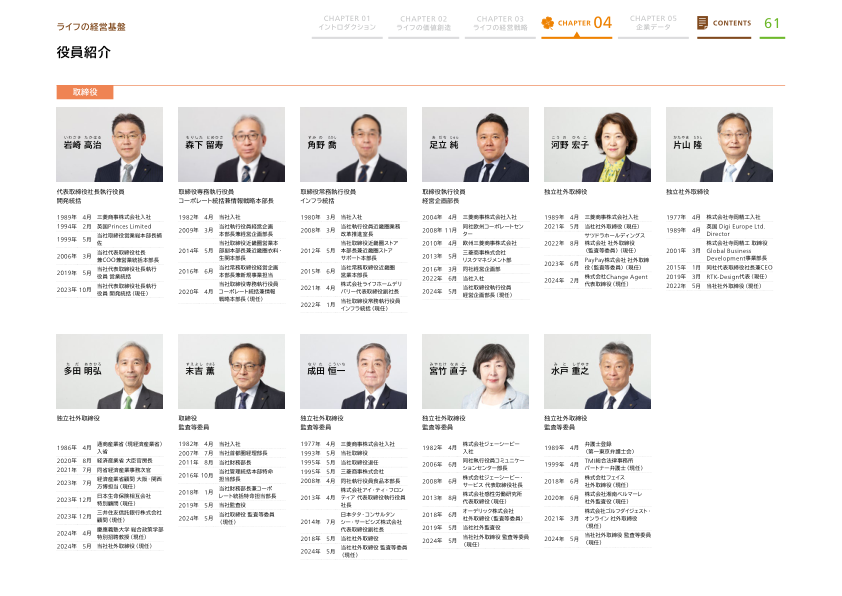 ライフの経営基盤
CHAPTER 01
イントロダクション
CHAPTER 02
ライフの価値創造
CHAPTER 03
ライフの経営戦略
CHAPTER 04
CHAPTER 05
企業データ
CONTENTS
61
役員紹介
取締役
いわさき たかはる
岩崎 高治
代表取締役社長執行役員
開発統括
1989年 4月 三菱商事株式会社入社
1994年 2月 英国Princes Limited
1999年 5月 当社取締役営業総本部長補
佐
2006年 3月 当社代表取締役社長
兼COO兼営業統括本部長
2019年 5月 当社代表取締役社長執行
役員 営業統括
2023年 10月 当社代表取締役社長執行
役員 開発統括(現任)
もりした とめひさ
森下 留寿
取締役専務執行役員
コーポレート統括兼情報戦略本部長
1982年 4月 当社入社
2009年 3月 当社執行役員経営企画
本部長兼経営企画部長
2014年 5月 当社取締役近畿圏営業本
部副本部長兼近畿圏衣料・
生関本部長
2016年 6月 当社常務取締役経営企画
本部長兼新規事業担当
2020年 4月 当社取締役専務執行役員
コーポレート統括兼情報
戦略本部長(現任)
すみの たかし
角野 喬
取締役常務執行役員
インフラ統括
1980年 3月 当社入社
2008年 3月 当社執行役員近畿圏業務
改革推進室長
2012年 5月 当社取締役近畿圏ストア
本部長兼近畿圏ストア
サポート本部長
2015年 6月 当社常務取締役近畿圏
営業本部長
2021年 4月 株式会社ライフホームデリ
バリー代表取締役副社長
2022年 1月 当社取締役常務執行役員
インフラ統括(現任)
あだち じゅん
足立 純
取締役執行役員
経営企画部長
2004年 4月 三菱商事株式会社入社
2008年 11月 同社欧州コーポレートセン
ター
2010年 4月 欧州三菱商事株式会社
2013年 5月 三菱商事株式会社
リスクマネジメント部
2016年 3月 同社経営企画部
2022年 6月 当社入社
2024年 5月 当社取締役執行役員
経営企画部長(現任)
こうの ひろこ
河野 宏子
独立社外取締役
1989年 4月 三菱商事株式会社入社
2021年 5月 当社社外取締役(現任)
2022年 8月 サツドラホールディングス
株式会社 社外取締役
(監査等委員)(現任)
2023年 6月 PayPay株式会社 社外取締
役(監査等委員)(現任)
2024年 2月 株式会社Change Agent
代表取締役(現任)
かたやま たかし
片山 隆
独立社外取締役
1977年 4月 株式会社寺岡精工入社
1989年 4月 英国 Digi Europe Ltd.
Director
2001年 3月 株式会社寺岡精工 取締役
Global Business
Development事業部長
2015年 1月 同社代表取締役社長兼CEO
2019年 3月 RTK-Design代表(現任)
2022年 5月 当社社外取締役(現任)
ただ あきひろ
多田 明弘
独立社外取締役
1986年 4月 通商産業省(現経済産業省)
入省
2020年 8月 経済産業省 大臣官房長
2021年 7月 同省経済産業事務次官
2023年 7月 経済産業省顧問 大阪・関西
万博担当(現任)
2023年 12月 日本生命保険相互会社
特別顧問(現任)
2023年 12月 三井住友信託銀行株式会社
顧問(現任)
2024年 4月 慶應義塾大学 総合政策学部
特別招聘教授(現任)
2024年 5月 当社社外取締役(現任)
すえよし かおる
末吉 薫
取締役
監査等委員
1982年 4月 当社入社
2007年 7月 当社首都圏経理部長
2011年 8月 当社財務部長
2016年 10月 当社管理統括本部特命
担当部長
2018年 1月 当社財務部長兼コーポ
レート統括特命担当部長
2019年 5月 当社監査役
2024年 5月 当社取締役 監査等委員
(現任)
なりた こういち
成田 恒一
独立社外取締役
監査等委員
1977年 4月 三菱商事株式会社入社
1993年 5月 当社取締役
1995年 5月 当社取締役退任
1995年 5月 三菱商事株式会社
2008年 4月 同社執行役員食品本部長
2013年 4月 株式会社アイ・ティ・フロン
ティア 代表取締役執行役員
社長
2014年 7月 日本タタ・コンサルタン
シー・サービシズ株式会社
代表取締役副社長
2018年 5月 当社社外取締役
2024年 5月 当社社外取締役 監査等委員
(現任)
みやたけ なおこ
宮竹 直子
独立社外取締役
監査等委員
1982年 4月 株式会社ジェーシービー
入社
2006年 6月 同社執行役員コミュニケー
ションセンター部長
2008年 6月 株式会社ジェーシービー・
サービス 代表取締役社長
2013年 8月 株式会社感性労働研究所
代表取締役(現任)
2018年 6月 オーデリック株式会社
社外取締役(監査等委員)
2019年 5月 当社社外監査役
2024年 5月 当社社外取締役 監査等委員
(現任)
みと しげゆき
水戸 重之
独立社外取締役
監査等委員
1989年 4月 弁護士登録
(第一東京弁護士会)
1999年 4月 TMI総合法律事務所
パートナー弁護士(現任)
2018年 6月 株式会社フェイス
社外取締役(現任)
2020年 6月 株式会社湘南ベルマーレ
社外監査役(現任)
2021年 3月 株式会社ゴルフダイジェスト・
オンライン 社外取締役
(現任)
2024年 5月 当社社外取締役 監査等委員
(現任)